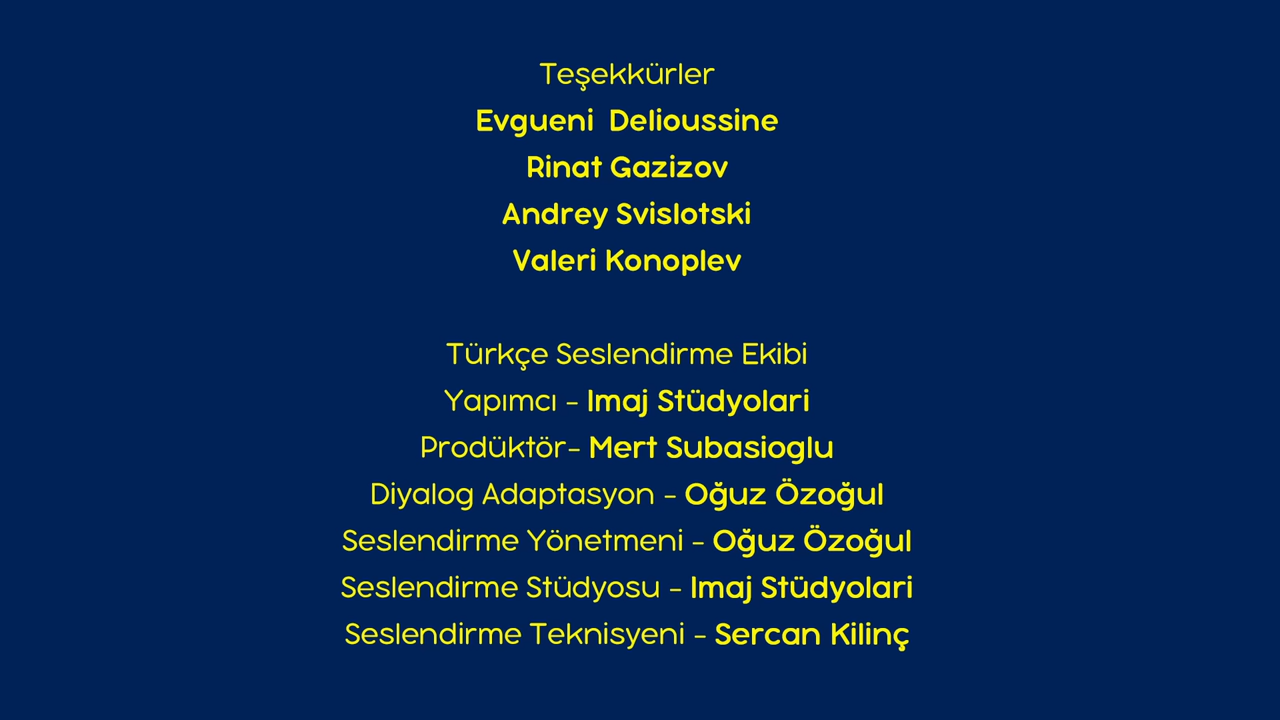 Teşekkürler
Evgueni Delioussine
Rinat Gazizov
Andrey Svislotski
Valeri Konoplev
Türkçe Seslendirme Ekibi
Yapımcı - Imaj Stüdyolari
Prodüktör- Mert Subasioglu
Diyalog Adaptasyon - Oğuz Özoğul
Seslendirme Yönetmeni - Oğuz Özoğul
Seslendirme Stüdyosu - Imaj Stüdyolari
Seslendirme Teknisyeni - Sercan Kilinç